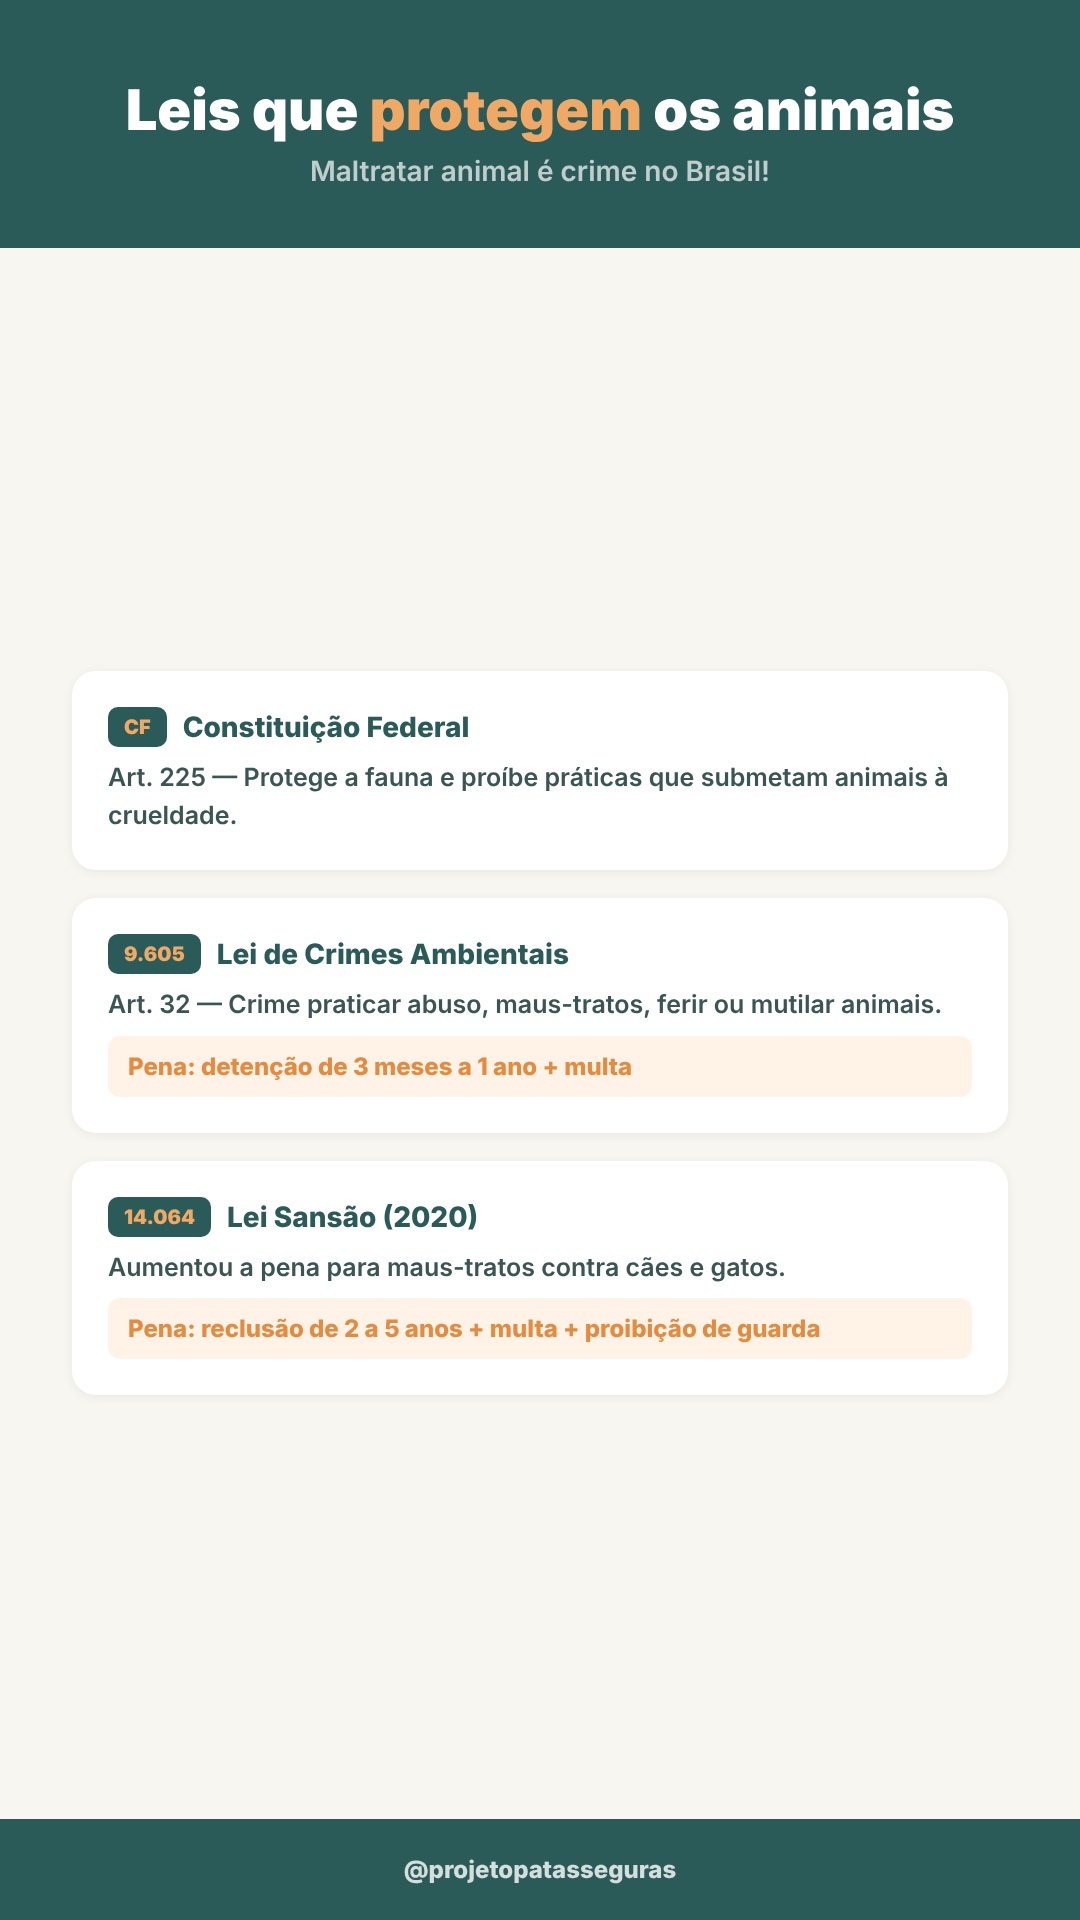 Leis que protegem os animais
Maltratar animal é crime no Brasil!
CF Constituição Federal
Art. 225 — Protege a fauna e proíbe práticas que submetam animais à
crueldade.
9.605 Lei de Crimes Ambientais
Art. 32 — Crime praticar abuso, maus-tratos, ferir ou mutilar animais.
Pena: detenção de 3 meses a 1 ano + multa
14.064 Lei Sansão (2020)
Aumentou a pena para maus-tratos contra cães e gatos.
Pena: reclusão de 2 a 5 anos + multa + proibição de guarda
@projetopatasseguras